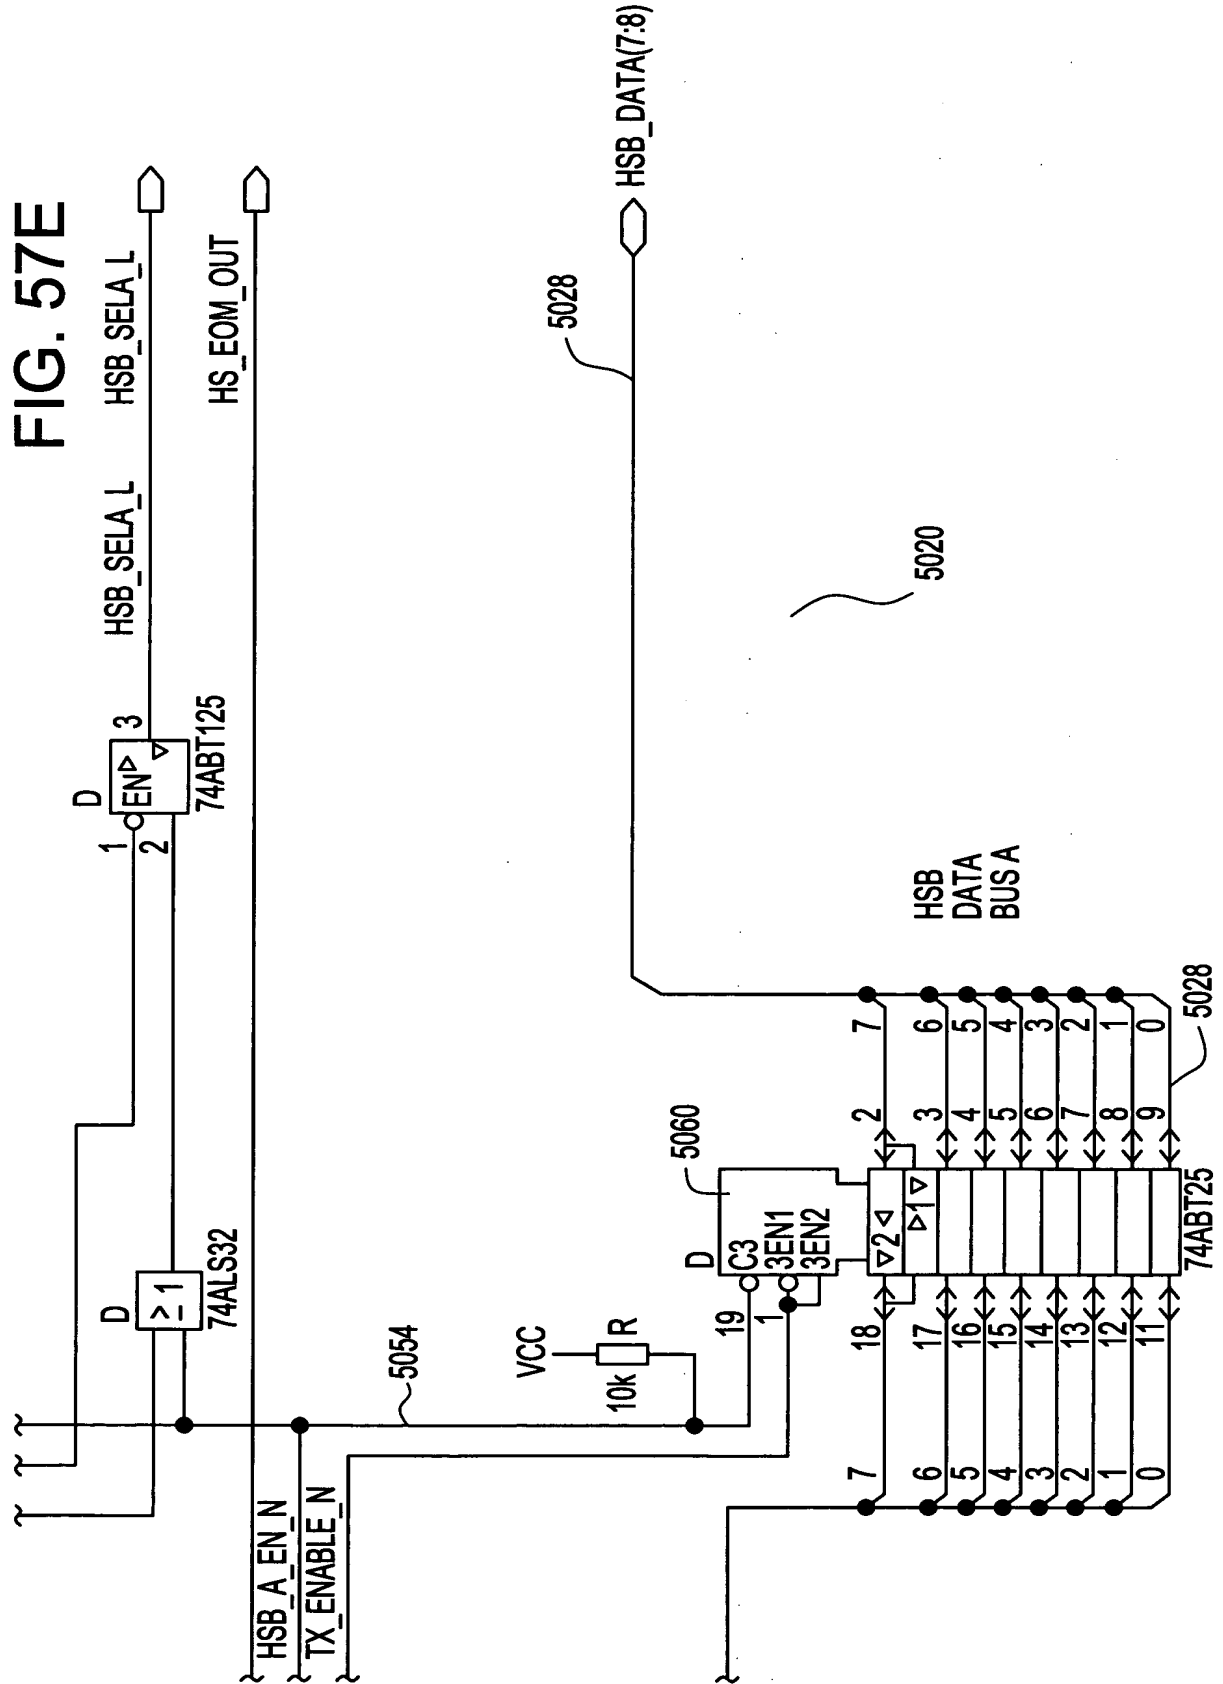 FIG. 57E
HSB_SELA_L HSB_SELA_L
HS_EOM_OUT
D
1
2
EN
3
74ABT125
D
≥1
74ALS32
HSB_A_EN_N
TX_ENABLE_N
5054
VCC
10k R
5028
HSB_DATA(7:8)
5020
5060
D
19
C3
1
3EN1
3EN2
HSB
DATA
BUS A
7 18 2 1 2 7
6 17 3 6
5 16 4 5
4 15 5 4
3 14 6 3
2 13 7 2
1 12 8 1
0 11 9 0
74ABT25
5028